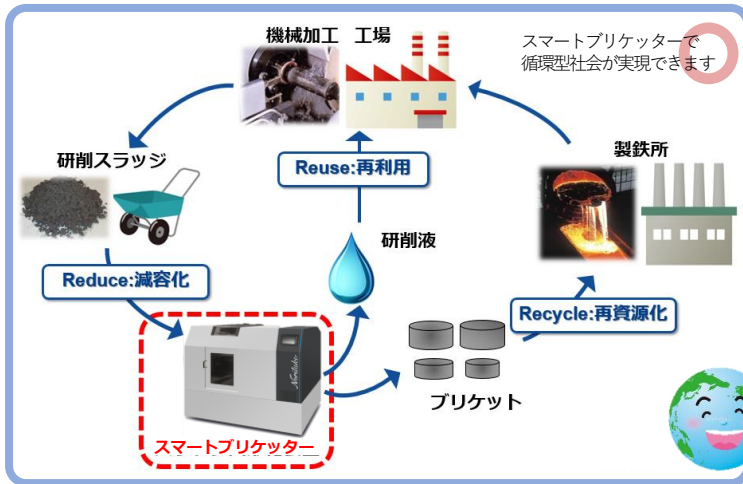 機械加工 工場
スマートブリケッターで
循環型社会が実現できます
研削スラッジ
製鉄所
Reuse:再利用
研削液
Reduce:減容化
Recycle:再資源化
Noritake
ブリケット
スマートブリケッター